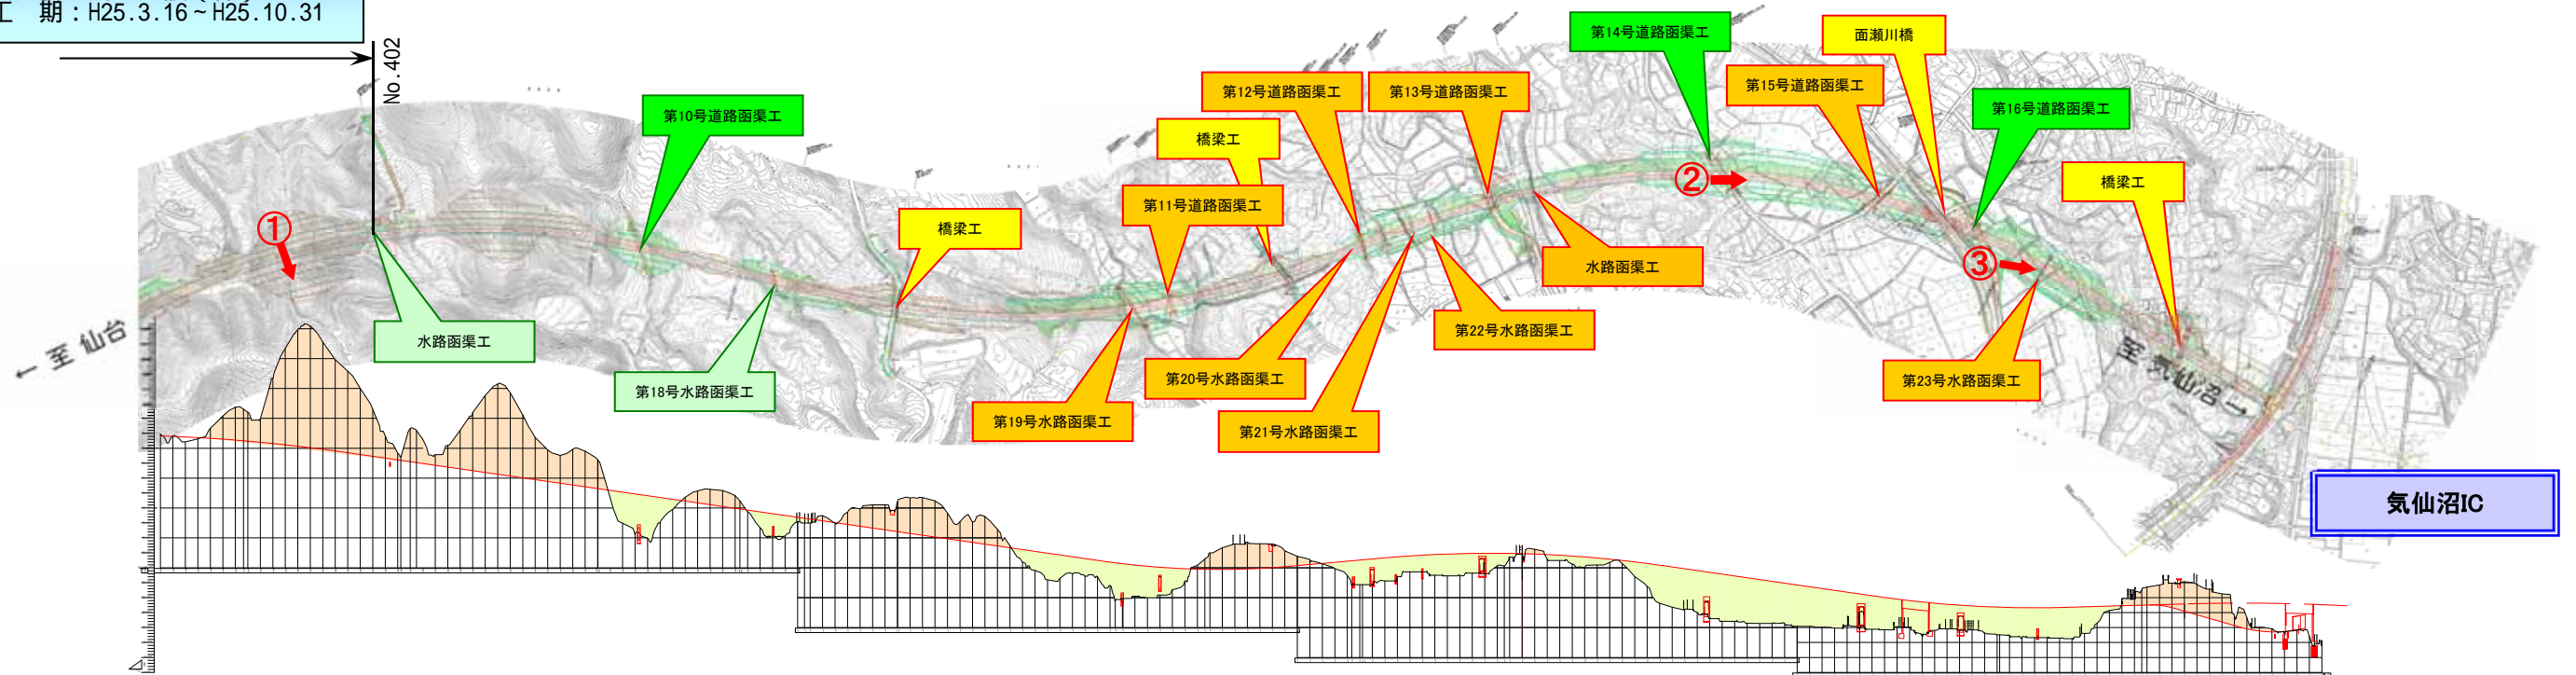 工　期：H25.3.16～H25.10.31
No.402
第14号道路函渠工
面瀬川橋
第12号道路函渠工
第13号道路函渠工
第15号道路函渠工
第10号道路函渠工
第16号道路函渠工
橋梁工
②
橋梁工
第11号道路函渠工
①
橋梁工
③
水路函渠工
第22号水路函渠工
← 至 仙台
水路函渠工
第20号水路函渠工
第23号水路函渠工
至 気仙沼 →
第18号水路函渠工
第19号水路函渠工
第21号水路函渠工
気仙沼IC